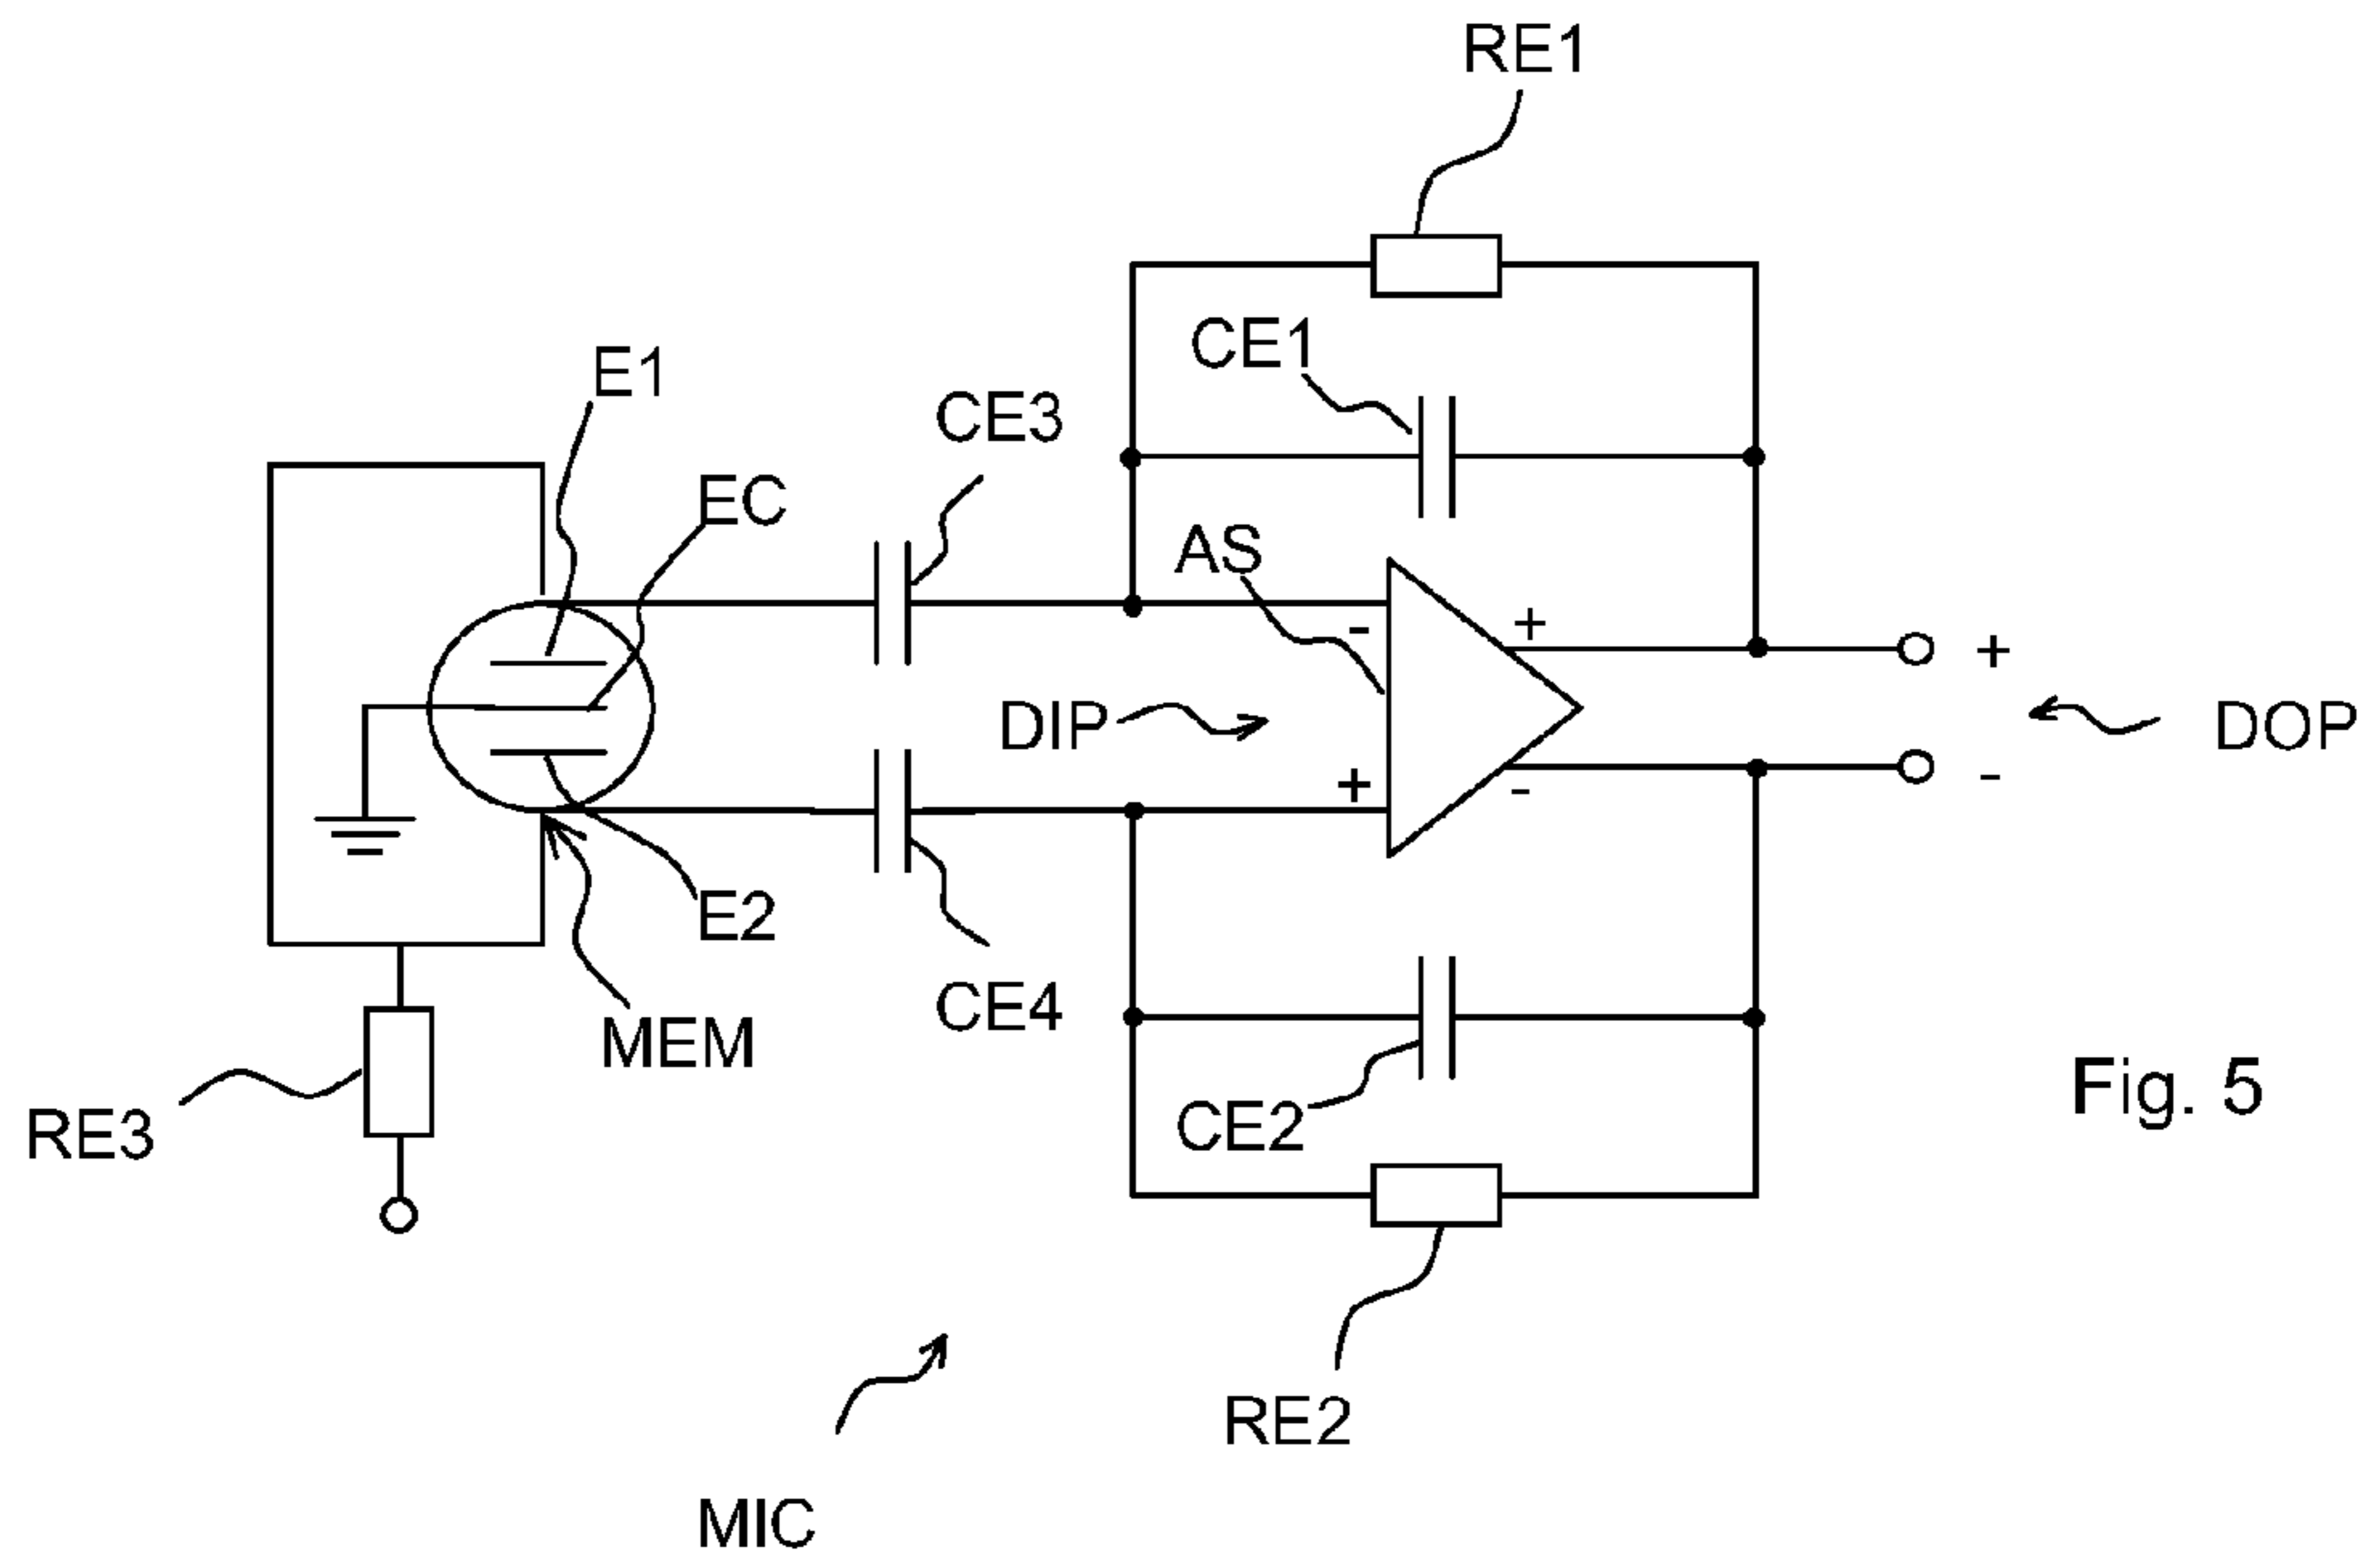 RE1
CE1
E1
CE3
EC
AS
-
+
+
DIP
DOP
+
-
-
E2
CE4
MEM
Fig. 5
CE2
RE3
RE2
MIC